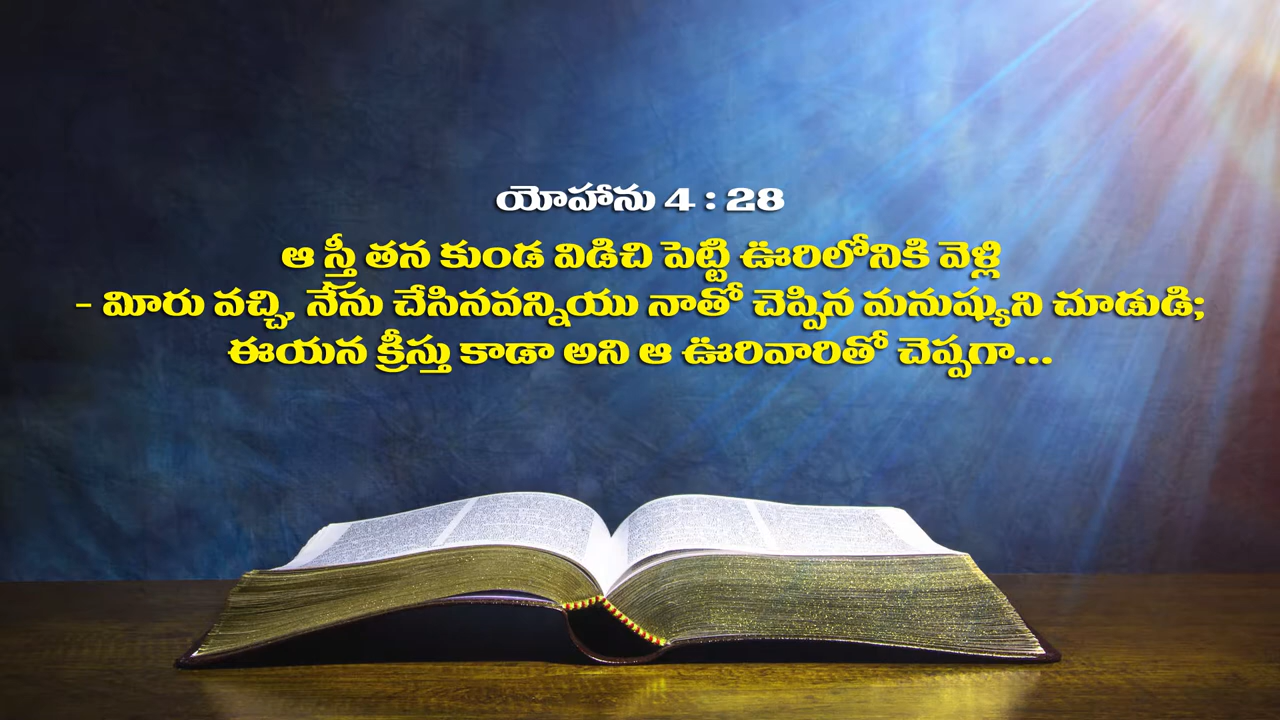 యోహాను 4 : 28
ఆ స్త్రీ తన కుండ విడిచి పెట్టి ఊరిలోనికి వెళ్లి
- మీరు వచ్చి, నేను చేసినవన్నియు నాతో చెప్పిన మనుష్యుని చూడుడి;
ఈయన క్రీస్తు కాడా అని ఆ ఊరివారితో చెప్పగా...